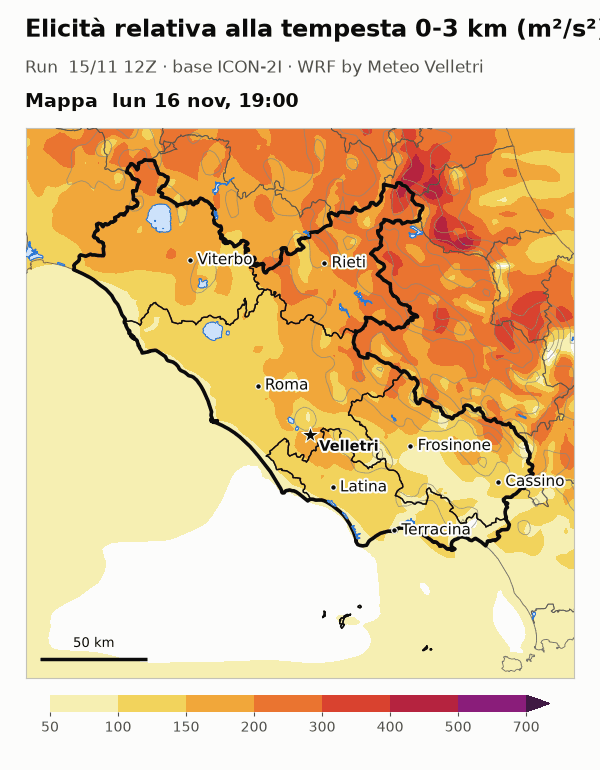 Elicità relativa alla tempesta 0-3 km (m²/s²)
Run 15/11 12Z · base ICON-2I · WRF by Meteo Velletri
Mappa lun 16 nov, 19:00
Viterbo
Rieti
Roma
Velletri
Frosinone
Cassino
Latina
Terracina
50 km
50 100 150 200 300 400 500 700